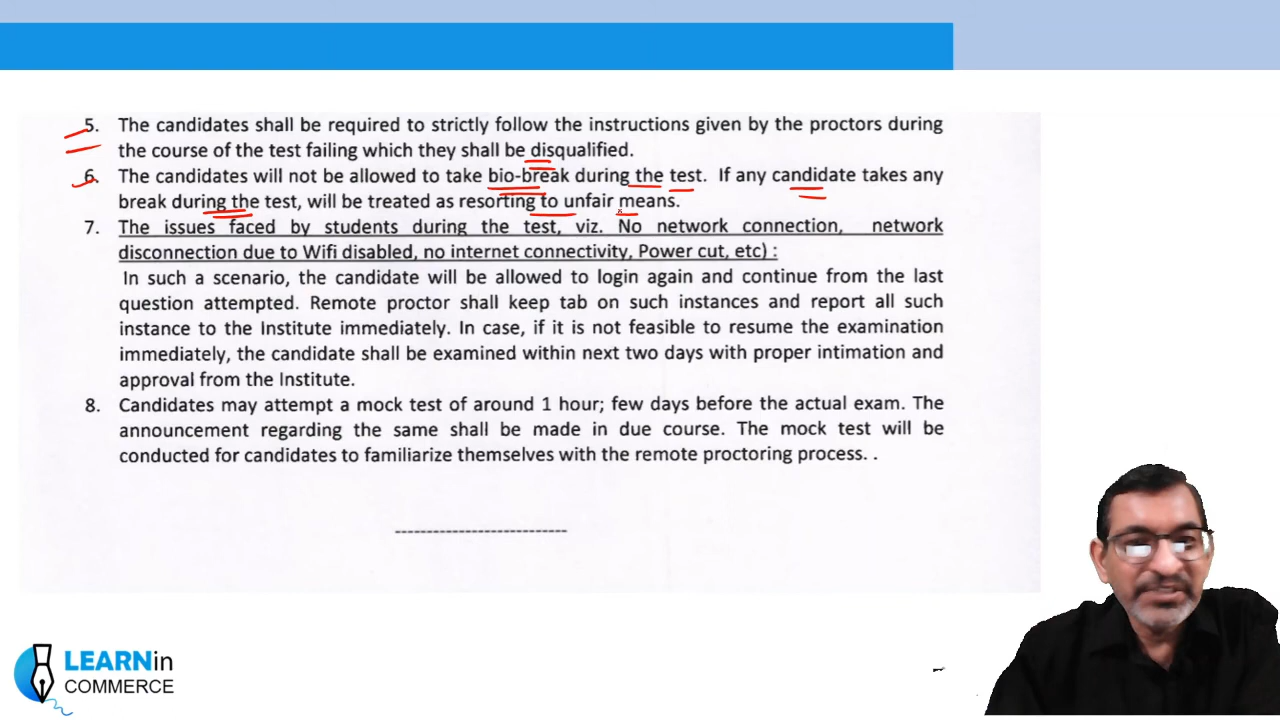 5. The candidates shall be required to strictly follow the instructions given by the proctors during
the course of the test failing which they shall be disqualified.
6. The candidates will not be allowed to take bio-break during the test. If any candidate takes any
break during the test, will be treated as resorting to unfair means.
7. The issues faced by students during the test, viz. No network connection, network
disconnection due to Wifi disabled, no internet connectivity, Power cut, etc) :
In such a scenario, the candidate will be allowed to login again and continue from the last
question attempted. Remote proctor shall keep tab on such instances and report all such
instance to the Institute immediately. In case, if it is not feasible to resume the examination
immediately, the candidate shall be examined within next two days with proper intimation and
approval from the Institute.
8. Candidates may attempt a mock test of around 1 hour; few days before the actual exam. The
announcement regarding the same shall be made in due course. The mock test will be
conducted for candidates to familiarize themselves with the remote proctoring process. .
----------------------------
LEARNin
COMMERCE